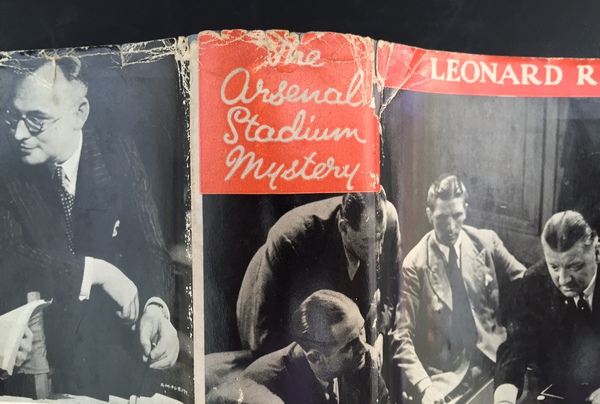 The
Arsenal
Stadium
Mystery
LEONARD R